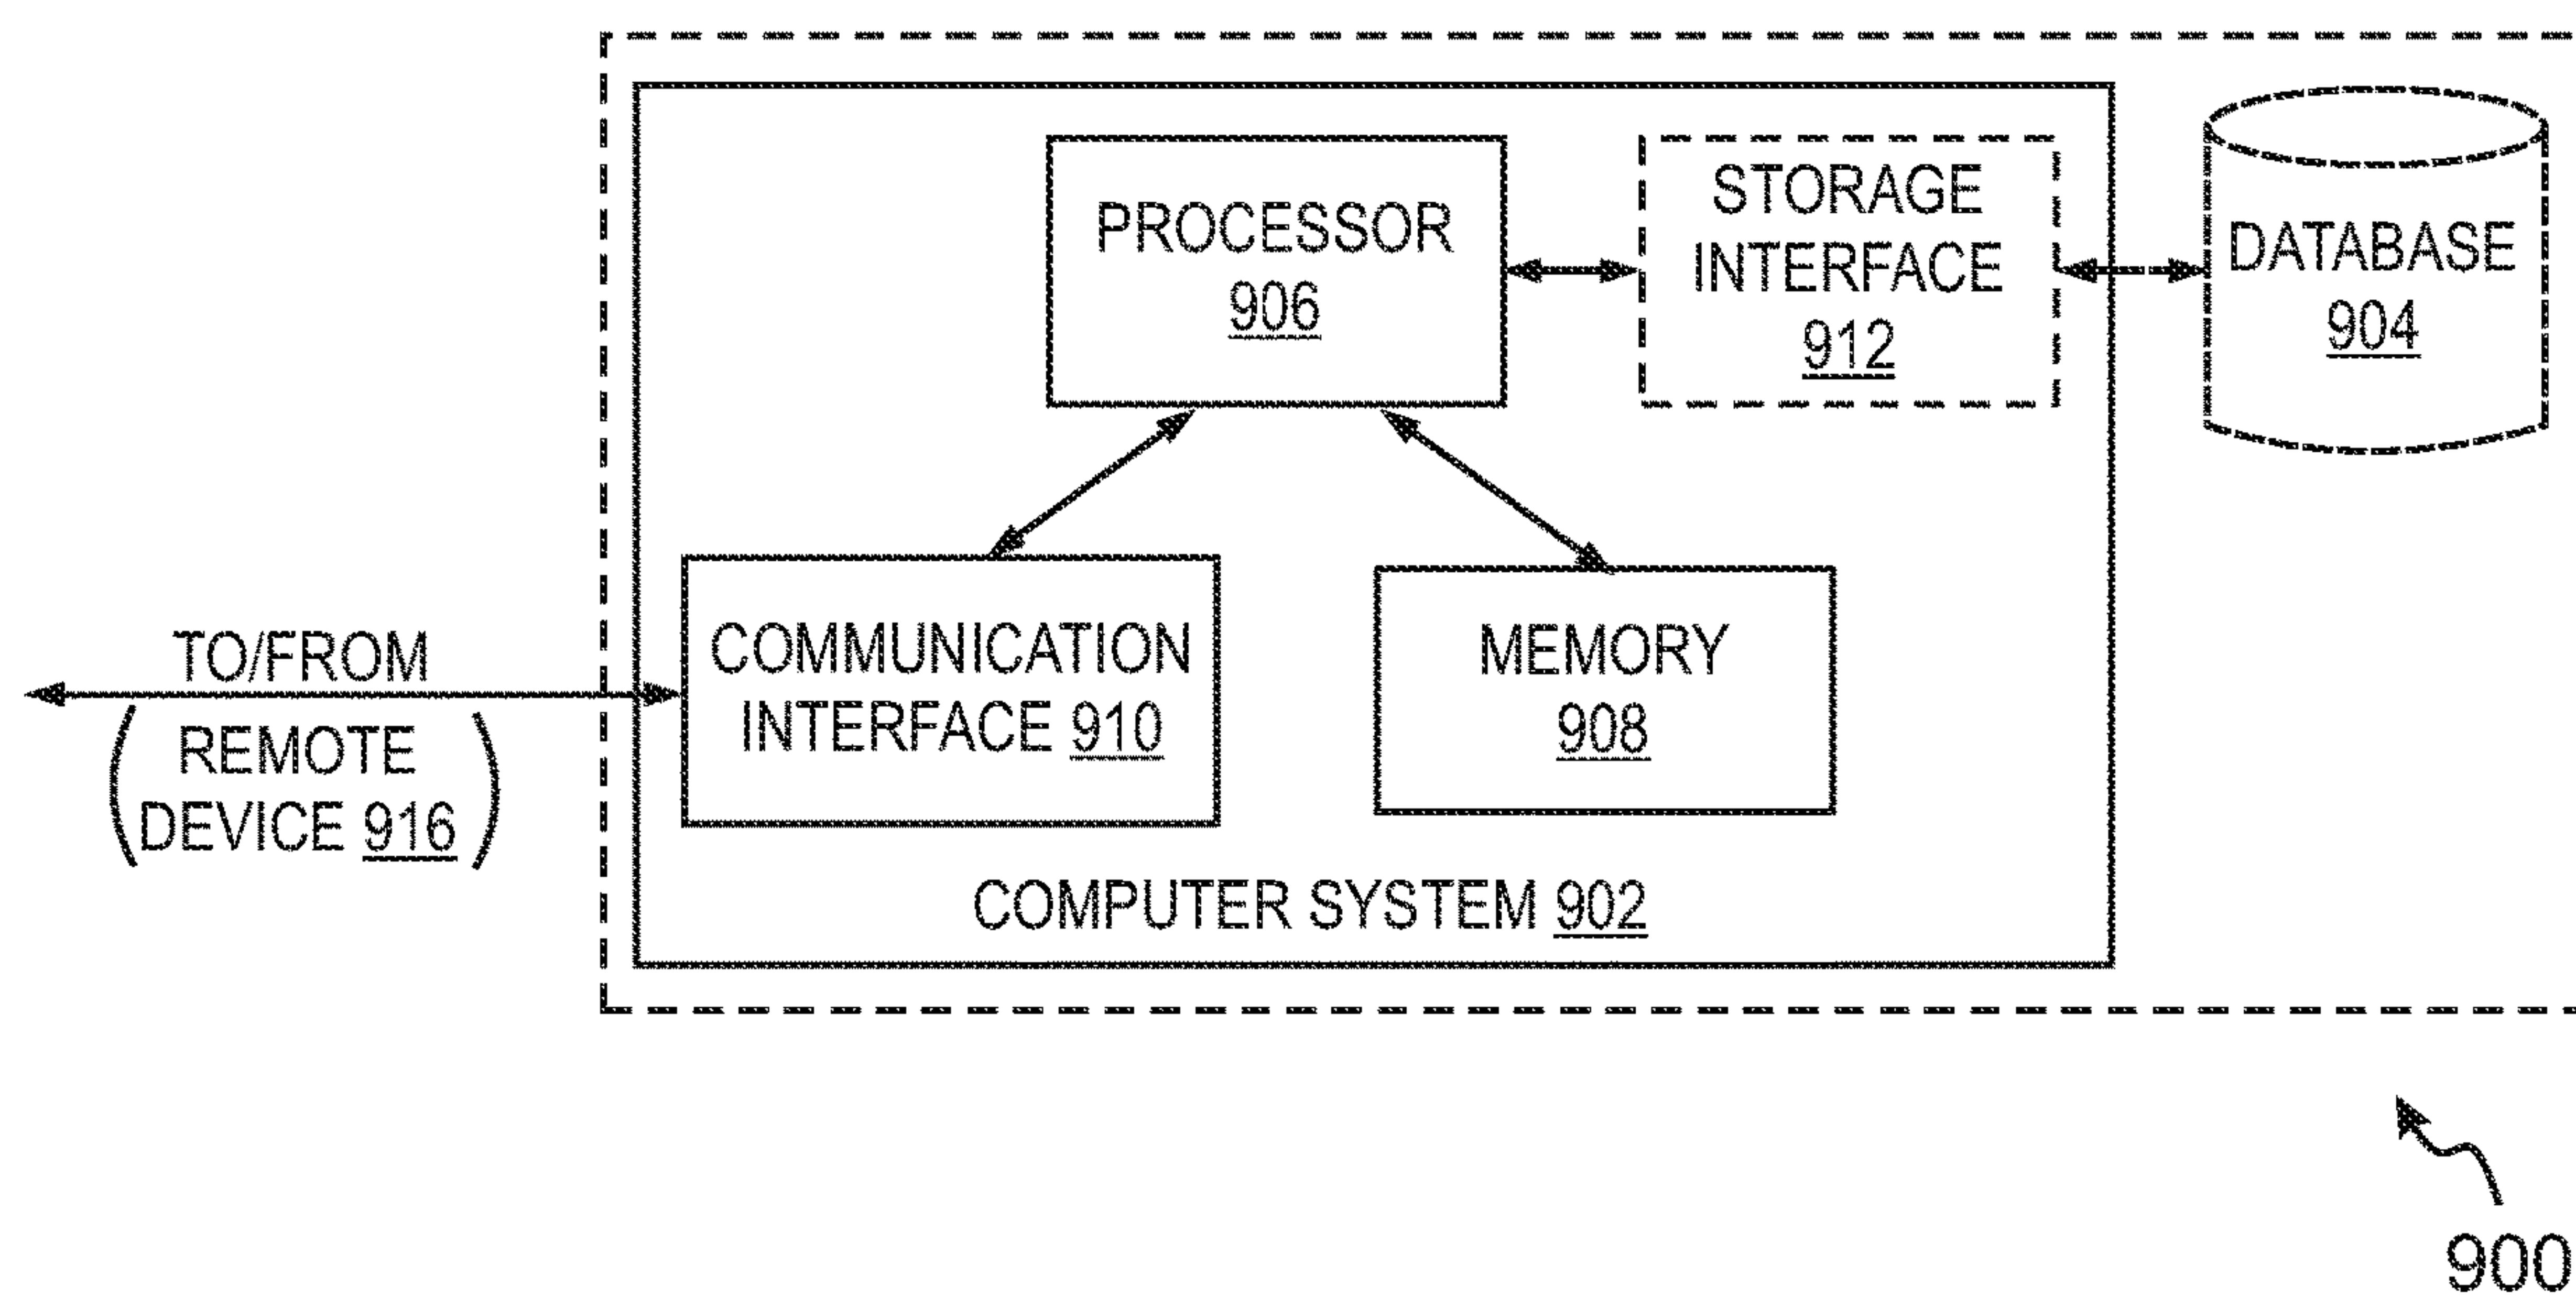 PROCESSOR
906
STORAGE
INTERFACE
912
DATABASE
904
TO/FROM
(REMOTE
DEVICE 916)
COMMUNICATION
INTERFACE 910
MEMORY
908
COMPUTER SYSTEM 902
900